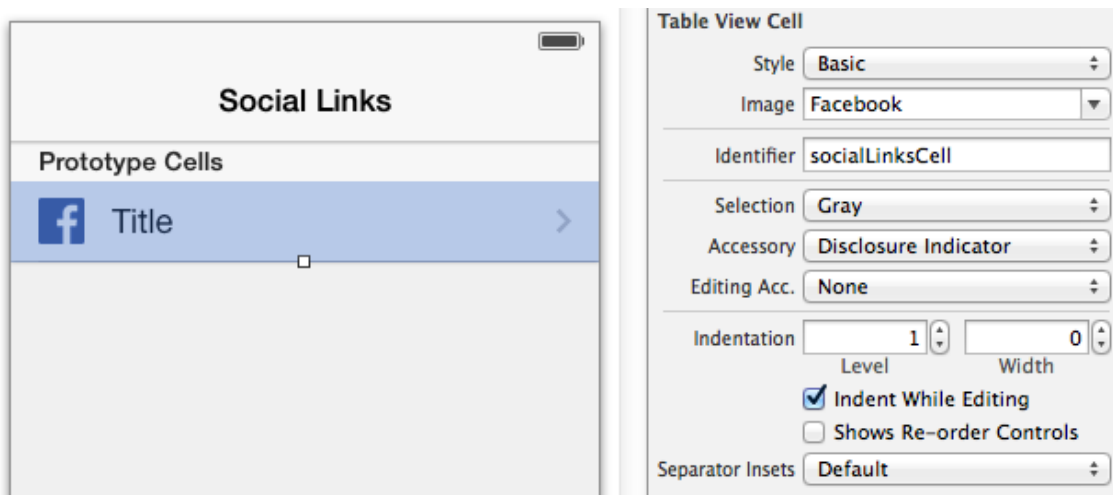 Social Links
Prototype Cells
f Title
Table View Cell
Style Basic
Image Facebook
Identifier socialLinksCell
Selection Gray
Accessory Disclosure Indicator
Editing Acc. None
Indentation 1 0
Level Width
Indent While Editing
Shows Re-order Controls
Separator Insets Default